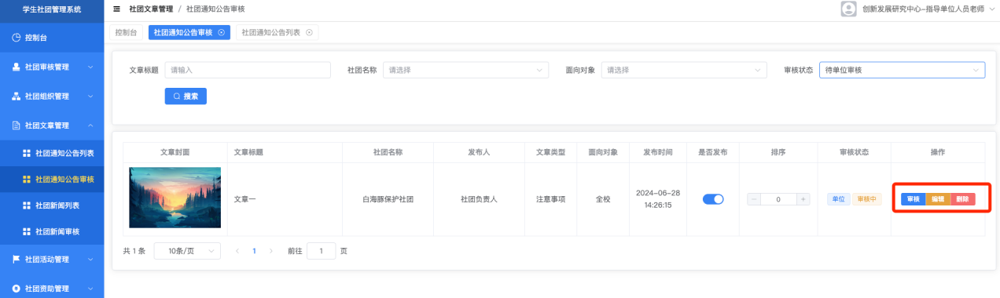 学生社团管理系统
社团文章管理 / 社团通知公告审核
创新发展研究中心-指导单位人员老师
控制台
社团审核管理
社团组织管理
社团文章管理
社团通知公告列表
社团通知公告审核
社团新闻列表
社团新闻审核
社团活动管理
社团资助管理
控制台 社团通知公告审核 社团通知公告列表
文章标题 请输入 社团名称 请选择 面向对象 请选择 审核状态 待单位审核
搜索
文章封面 文章标题 社团名称 发布人 文章类型 面向对象 发布时间 是否发布 排序 审核状态 操作
文章一 白海豚保护社团 社团负责人 注意事项 全校 2024-06-28 14:26:15 0 单位 审核中 审核 编辑 删除
共 1 条 10条/页 1 前往 1 页